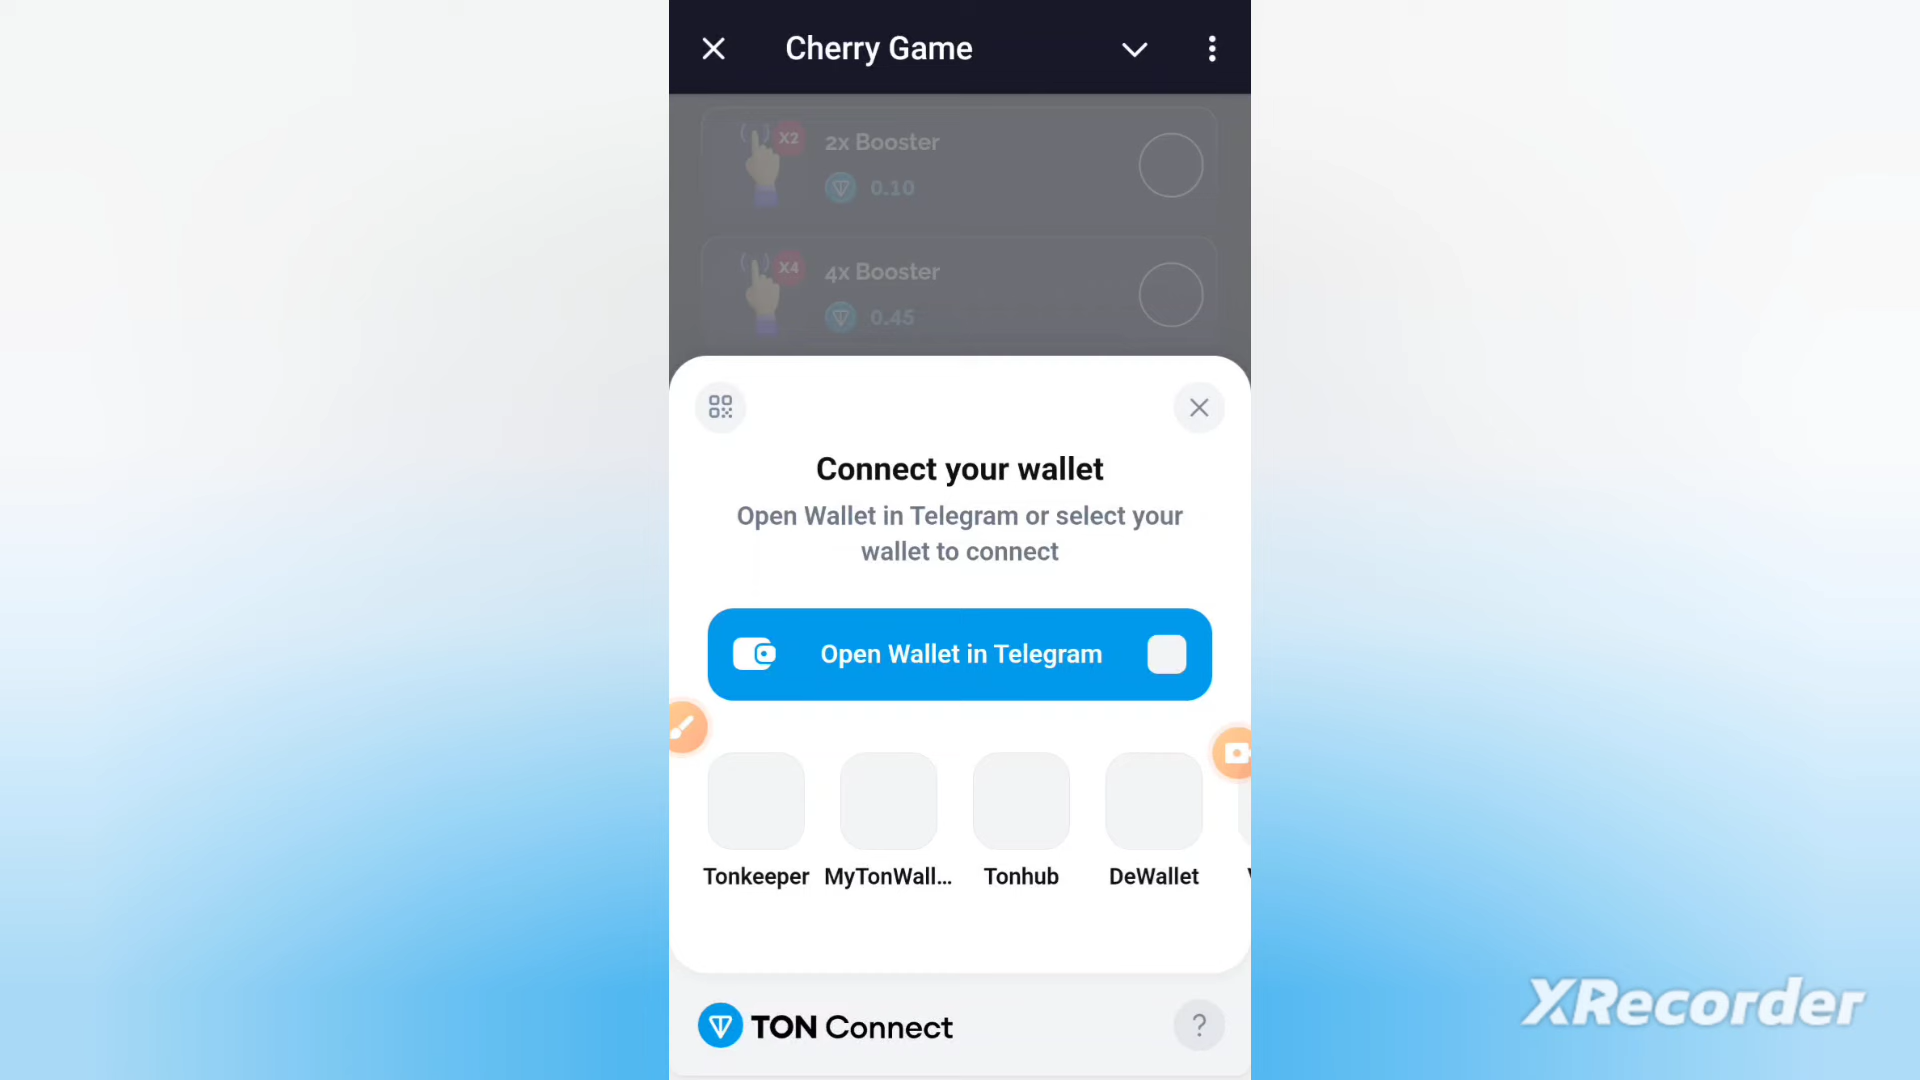 Cherry Game
X2
2x Booster
0.10
X4
4x Booster
0.45
Connect your wallet
Open Wallet in Telegram or select your
wallet to connect
Open Wallet in Telegram
Tonkeeper
MyTonWall...
Tonhub
DeWallet
TON Connect
?
XRecorder